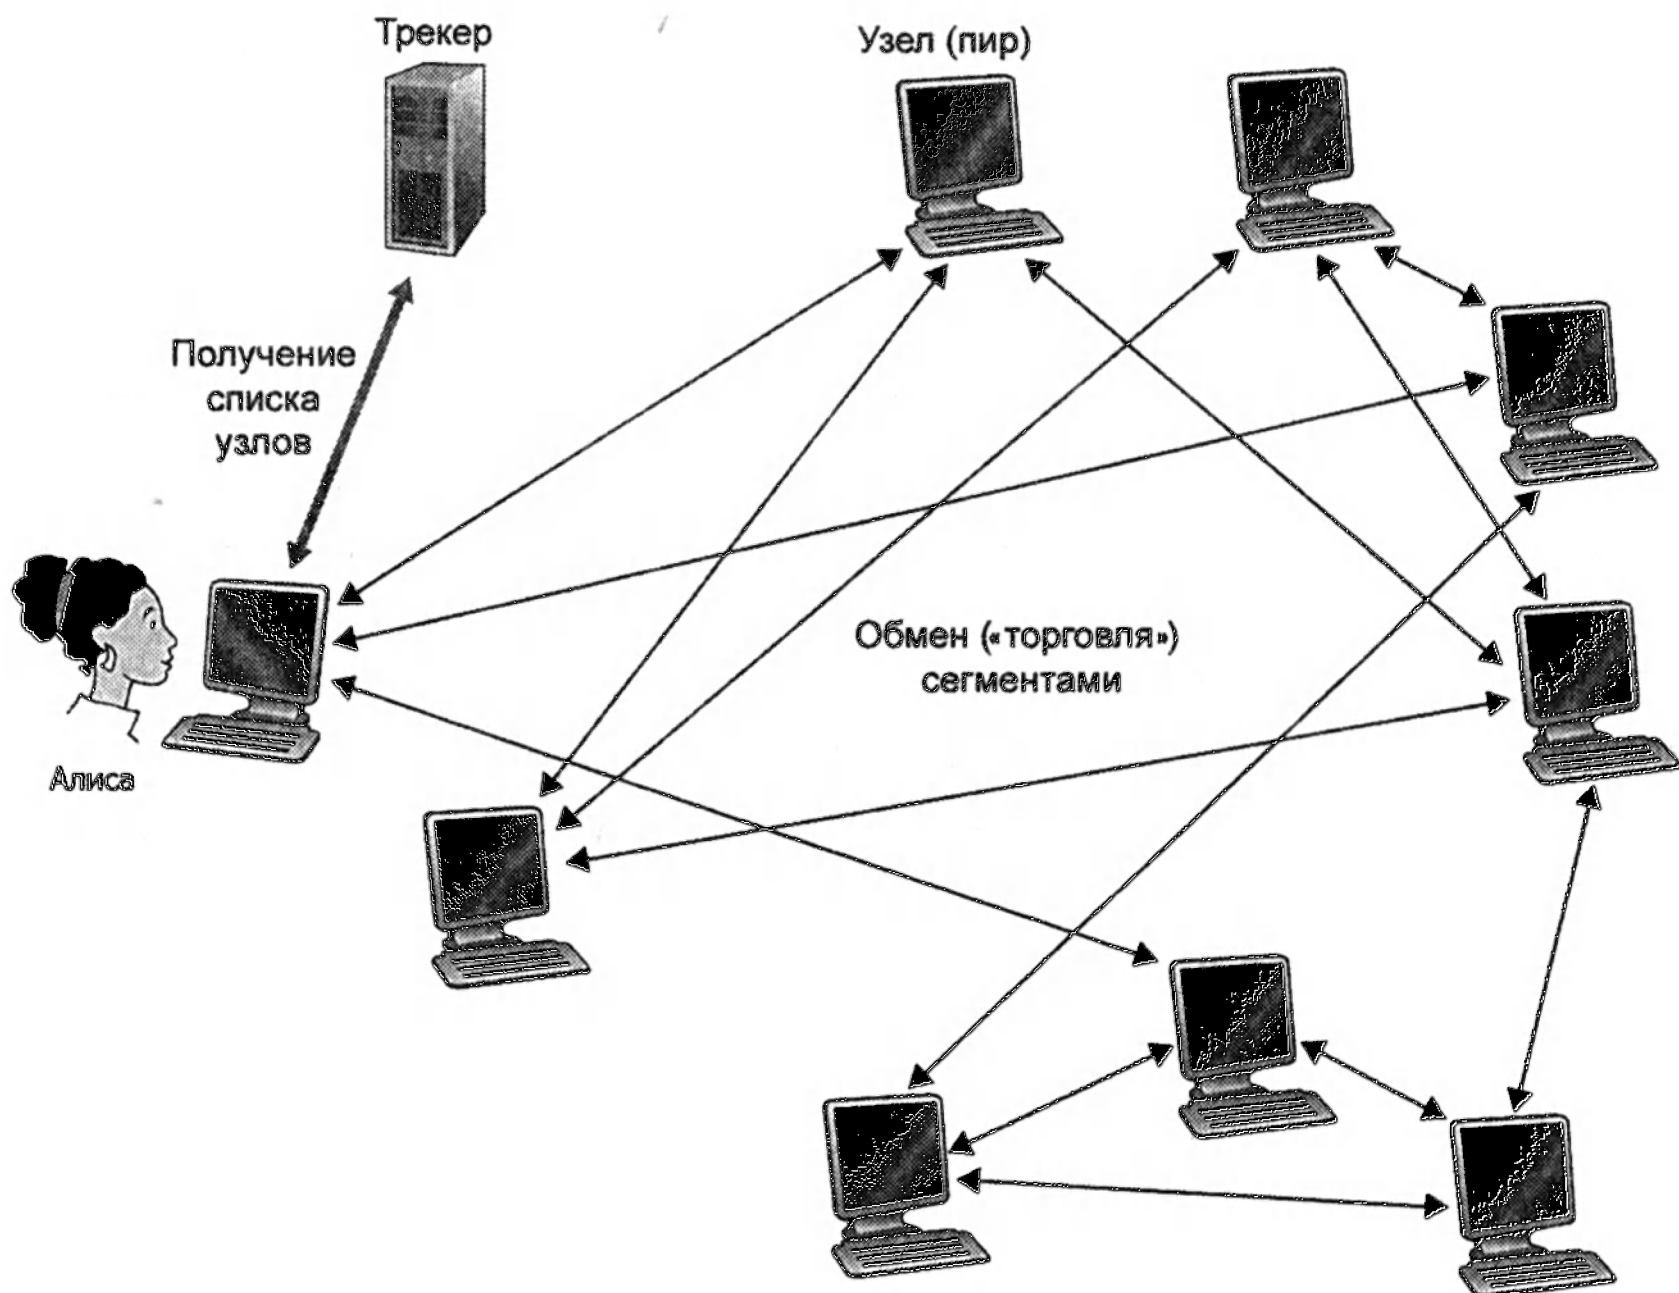 Трекер
Узел (пир)
Получение
списка
узлов
Обмен («торговля»)
сегментами
Алиса